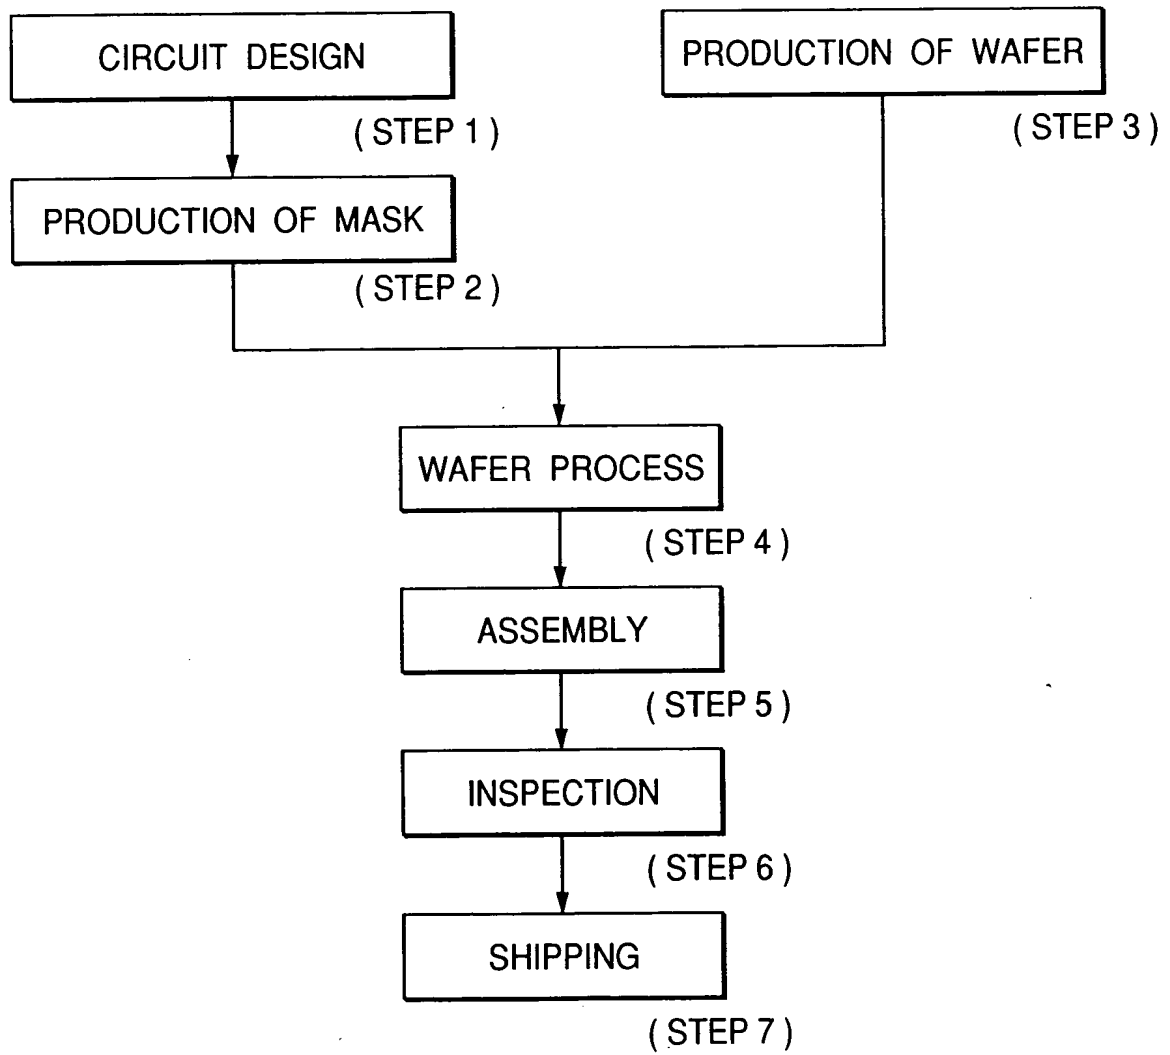 CIRCUIT DESIGN
( STEP 1 )
PRODUCTION OF MASK
( STEP 2 )
PRODUCTION OF WAFER
( STEP 3 )
WAFER PROCESS
( STEP 4 )
ASSEMBLY
( STEP 5 )
INSPECTION
( STEP 6 )
SHIPPING
( STEP 7 )